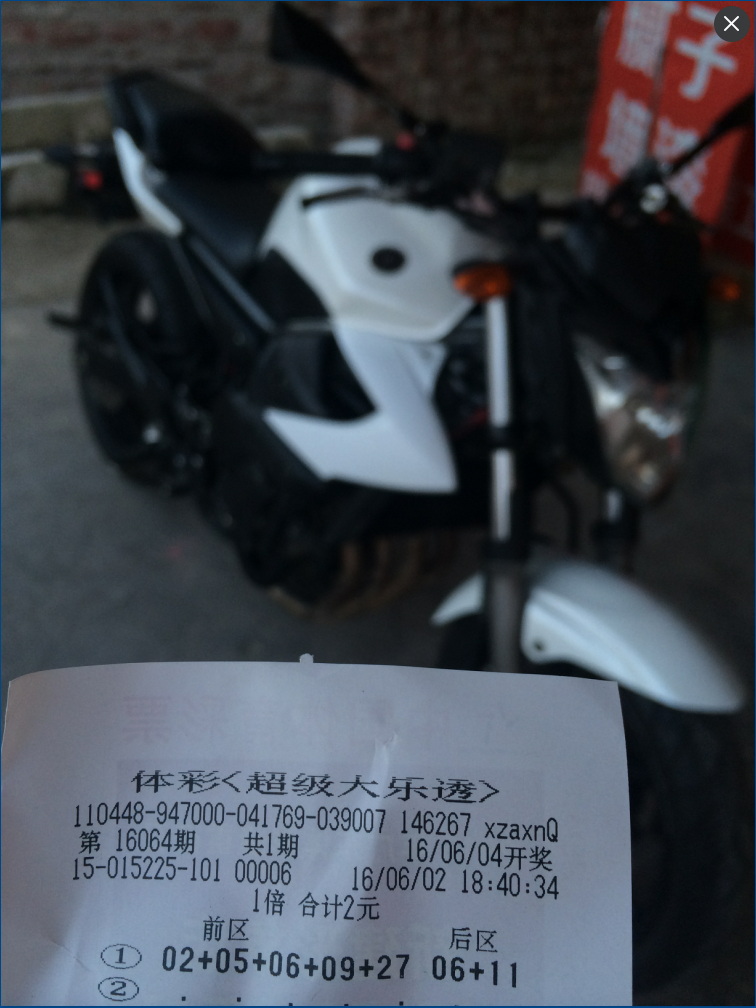 子
体彩<超级大乐透>
110448-947000-041769-039007 146267 xzaxnQ
第 16064期 共1期 16/06/04开奖
15-015225-101 00006 16/06/02 18:40:34
1倍 合计2元
前区 后区
① 02+05+06+09+27 06+11
②